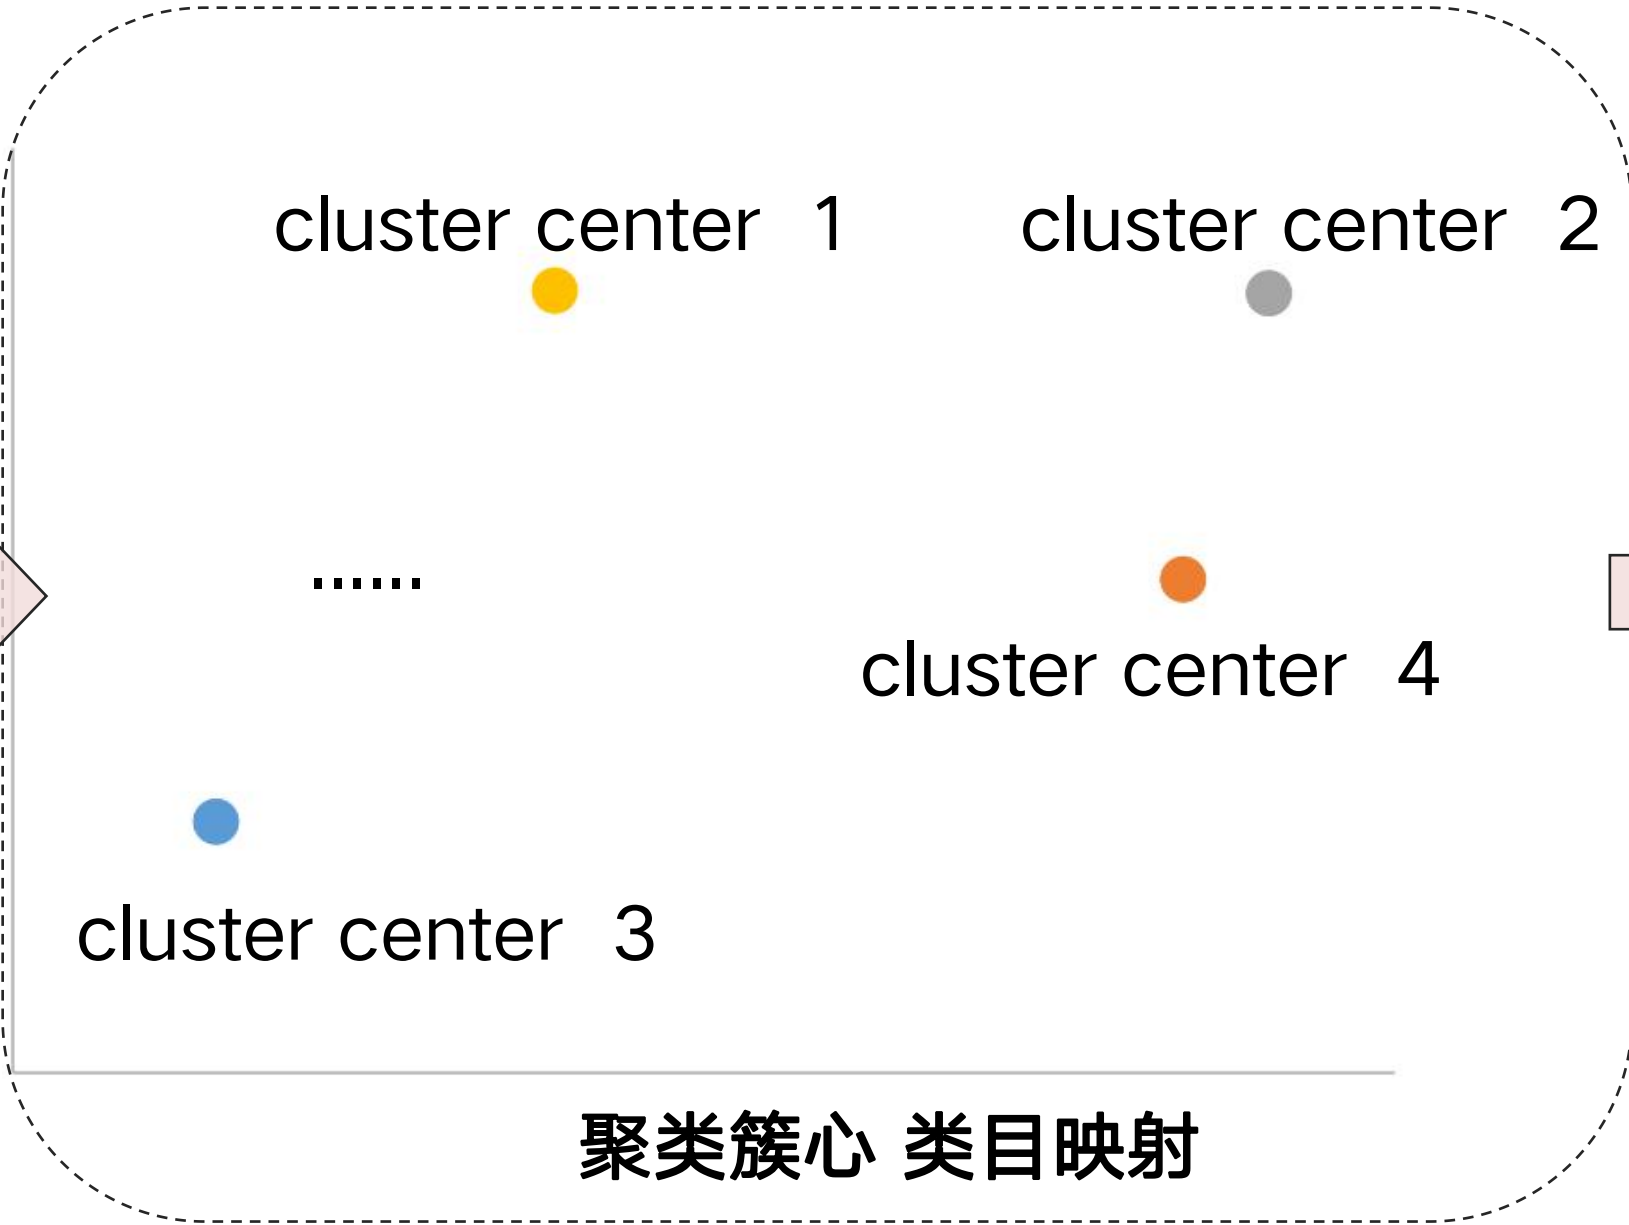 cluster center 1
cluster center 2
......
cluster center 4
cluster center 3
聚类簇心 类目映射